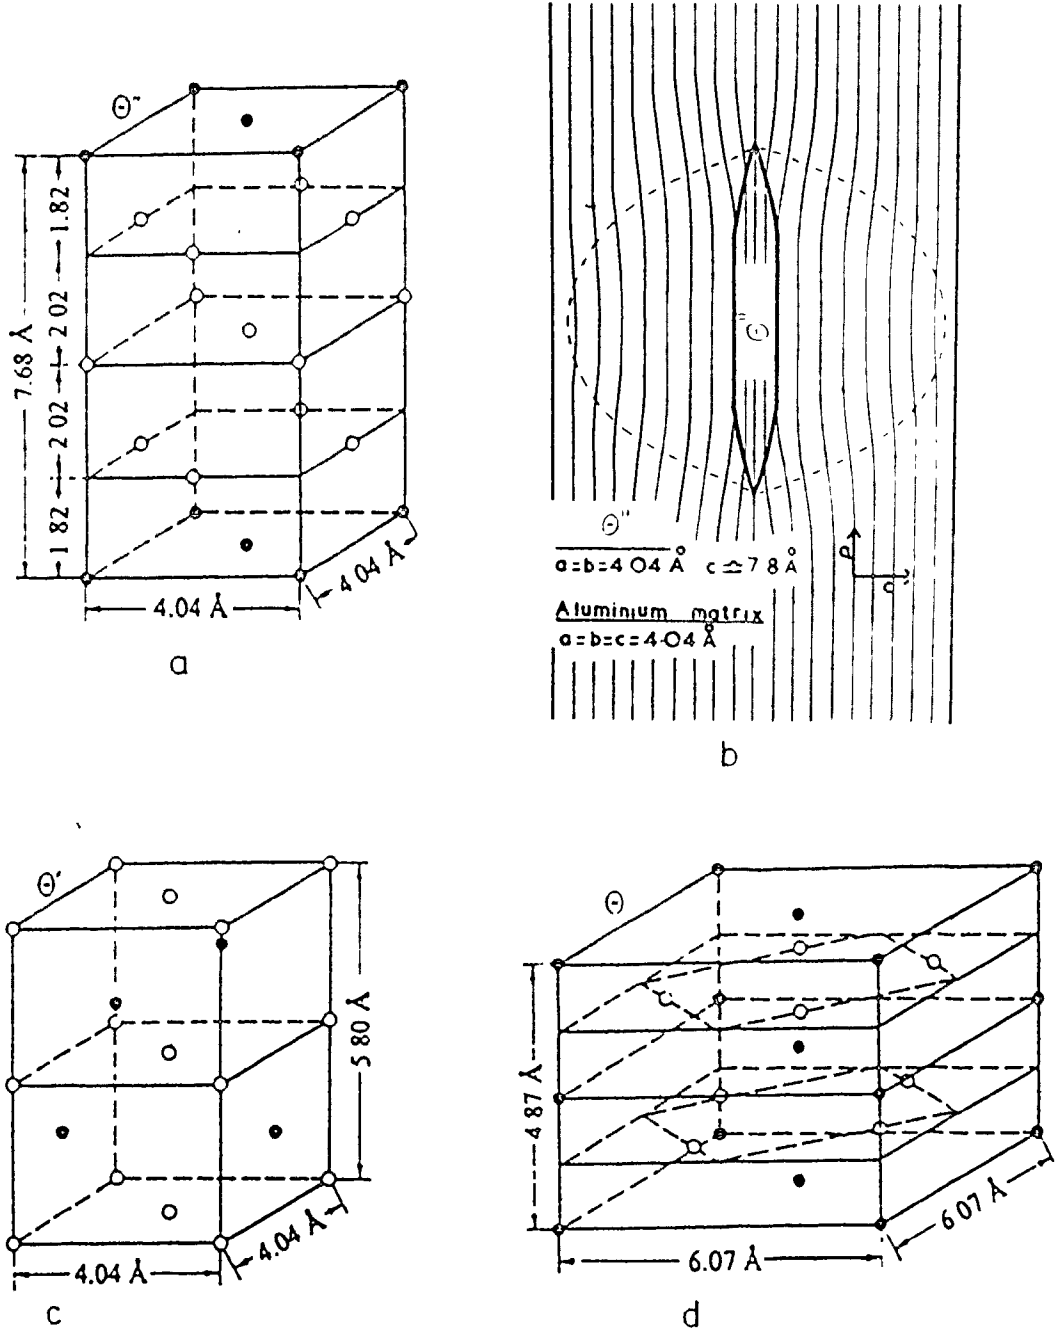 Θ"
1.82
2 02
2 02
1 82
7.68 Å
4.04 Å
4.04 Å
a
Θ"
Θ"
a=b=4 04 Å c ≏ 7 8 Å
Aluminium matrix
a=b=c=4·04 Å
a
c
b
Θ'
5 80 Å
4.04 Å
4.04 Å
c
Θ
4 87 Å
6.07 Å
6 07 Å
d